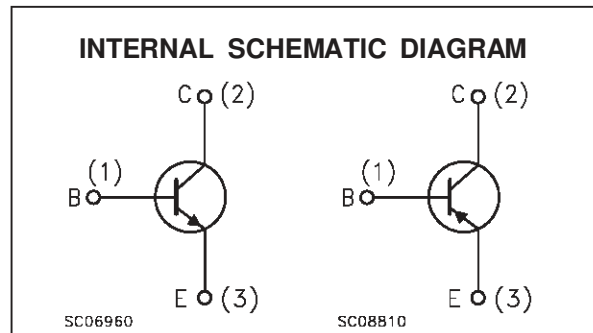 INTERNAL SCHEMATIC DIAGRAM
C (2) C (2)
(1) (1)
B B
E (3) E (3)
SC06960 SC08810